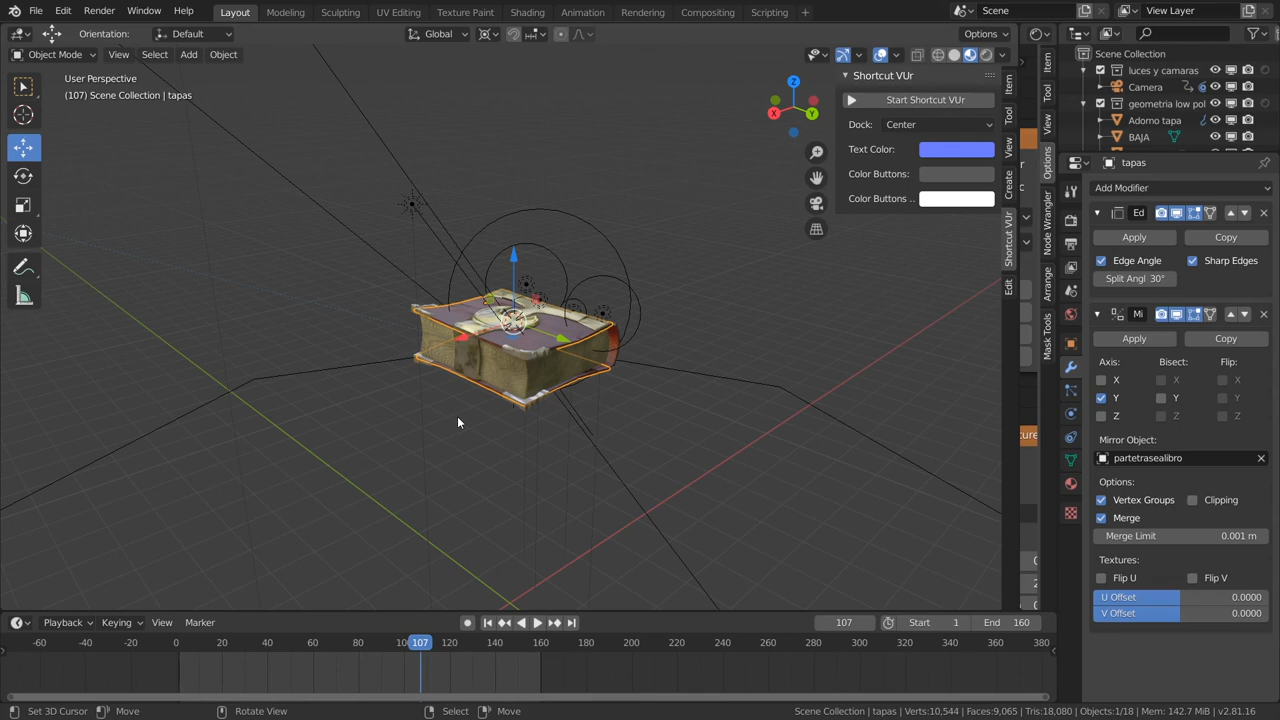 File Edit Render Window Help Layout Modeling Sculpting UV Editing Texture Paint Shading Animation Rendering Compositing Scripting + Scene View Layer
Orientation: Default Global Options
Object Mode View Select Add Object
User Perspective
(107) Scene Collection | tapas
Z
X
Y
Shortcut VUr
Start Shortcut VUr
Dock: Center
Text Color:
Color Buttons:
Color Buttons ..
Item
Tool
View
Create
Shortcut VUr
Edit
Item
Tool
View
Options
Node Wrangler
Arrange
Mask Tools
Scene Collection
luces y camaras
Camera
geometria low pol
Adorno tapa
BAJA
tapas
Add Modifier
Ed
Apply Copy
Edge Angle Sharp Edges
Split Angl 30°
Mi
Apply Copy
Axis: Bisect: Flip:
X X X
Y Y Y
Z Z Z
Mirror Object:
partetrasealibro
Options:
Vertex Groups Clipping
Merge
Merge Limit 0.001 m
Textures:
Flip U Flip V
U Offset 0.0000
V Offset 0.0000
Playback Keying View Marker 107 Start 1 End 160
-60 -40 -20 0 20 40 60 80 10 107 120 140 160 180 200 220 240 260 280 300 320 340 360 380
Set 3D Cursor Move Rotate View Select Move Scene Collection | tapas | Verts:10,544 | Faces:9,065 | Tris:18,080 | Objects:1/18 | Mem: 142.7 MiB | v2.81.16